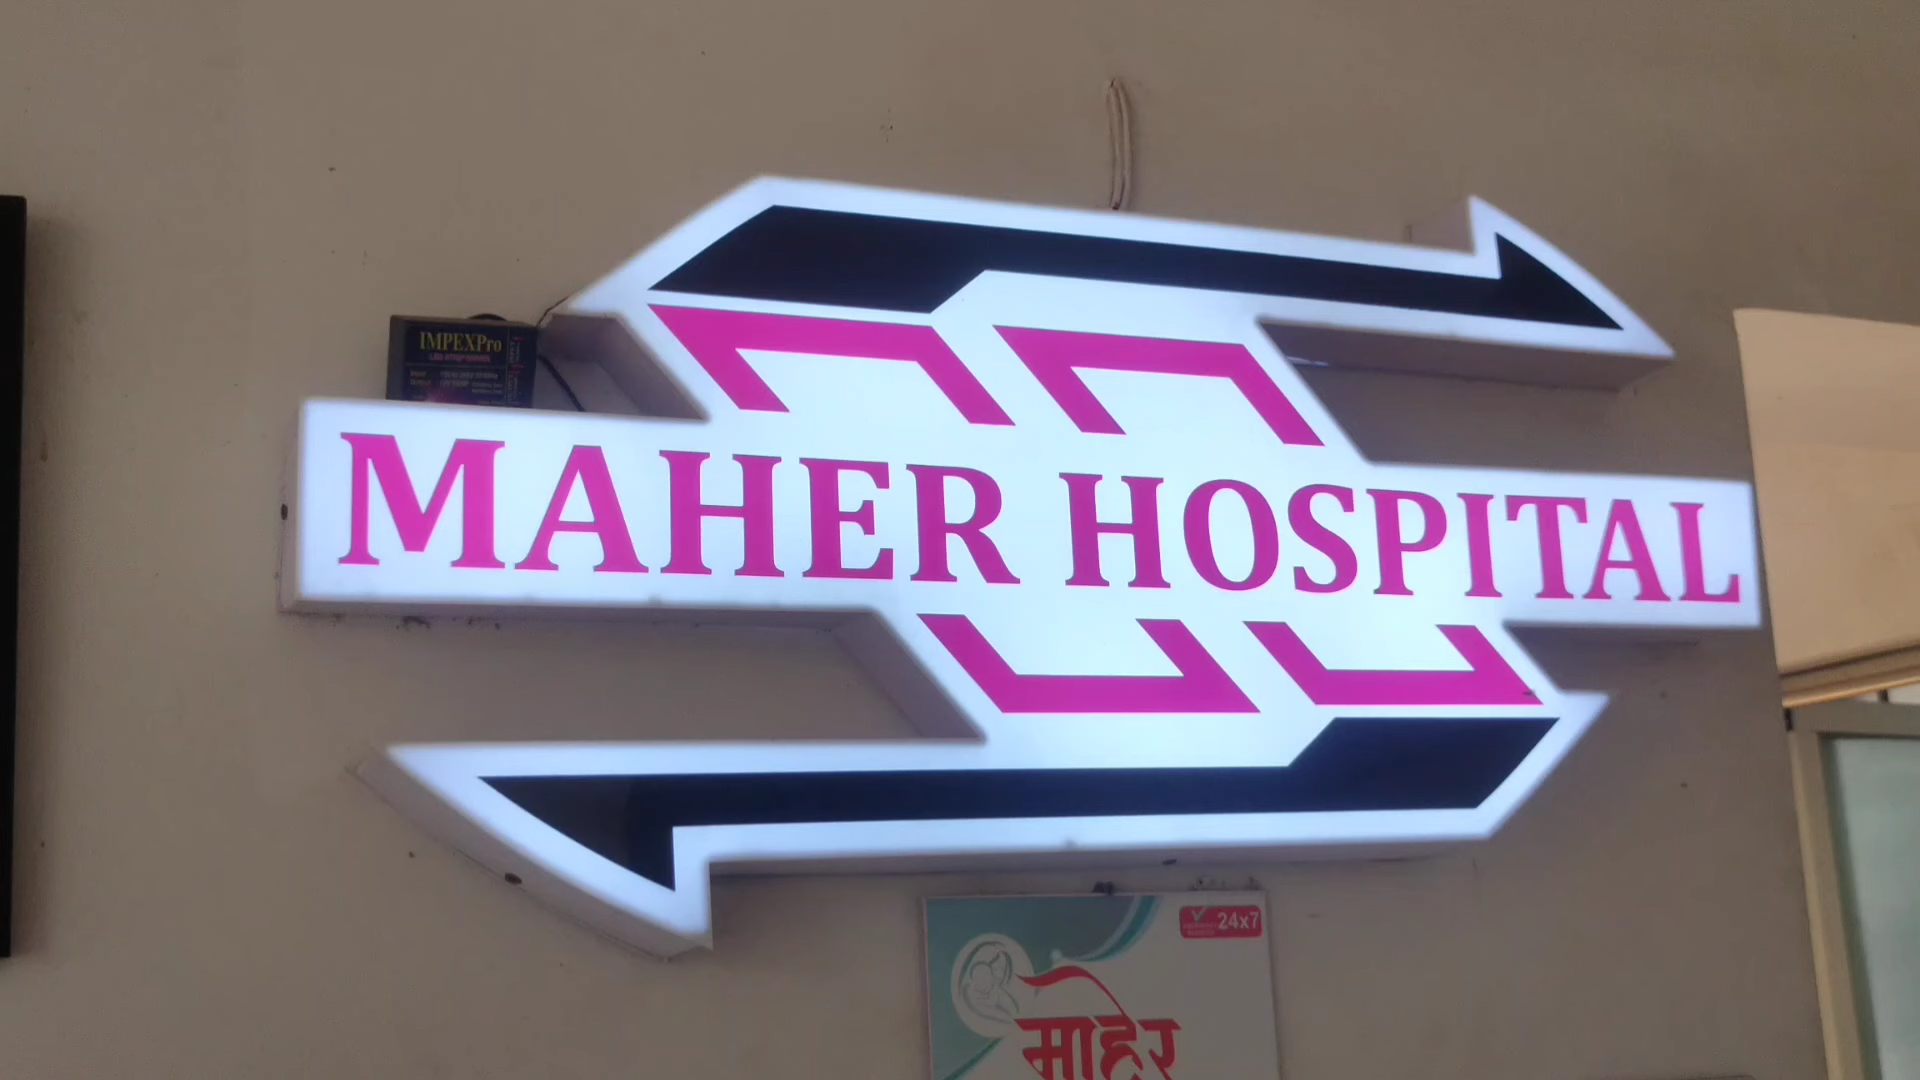 IMPEXPro
MAHER HOSPITAL
24x7
माहेर